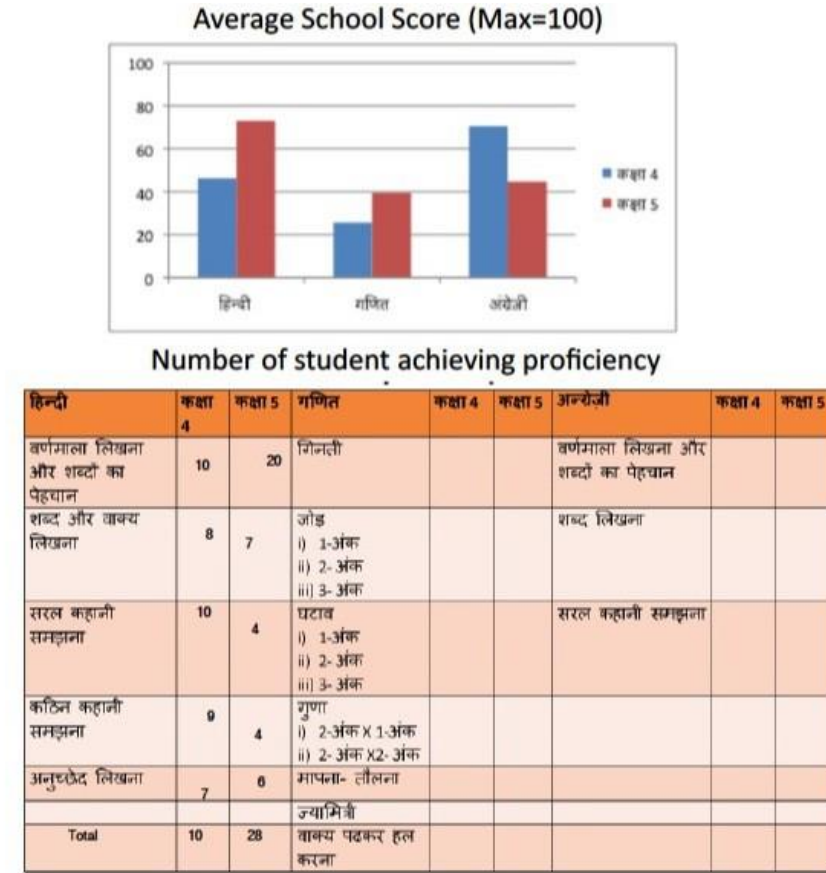 Average School Score (Max=100)
100
80
60
40
20
0
हिन्दी गणित अंग्रेजी
कक्षा 4
कक्षा 5
Number of student achieving proficiency
हिन्दी कक्षा 4 कक्षा 5 गणित कक्षा 4 कक्षा 5 अन्ग्रेज़ी कक्षा 4 कक्षा 5
वर्णमाला लिखना और शब्दों का पेहचान 10 20 गिनती वर्णमाला लिखना और शब्दों का पेहचान
शब्द और वाक्य लिखना 8 7 जोड़ शब्द लिखना
i) 1-अंक
ii) 2- अंक
iii] 3- अंक
सरल कहानी समझना 10 4 घटाव सरल कहानी समझना
i) 1-अंक
ii) 2- अंक
iii] 3- अंक
कठिन कहानी समझना 9 4 गुणा
i) 2-अंक X 1-अंक
ii) 2- अंक X2- अंक
अनुच्छेद लिखना 7 6 मापना- तौलना
ज्यामित्री
Total 10 28 वाक्य पढकर हल करना